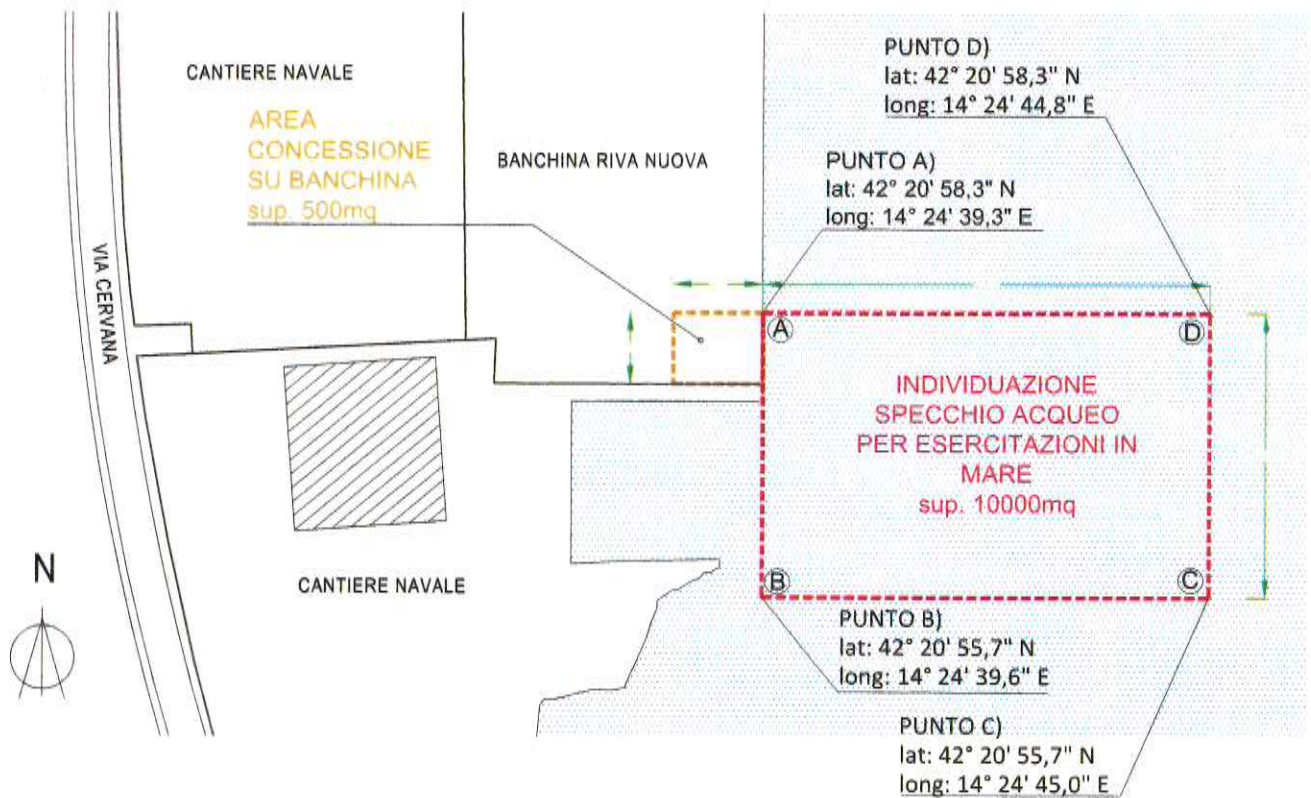 PUNTO D)
lat: 42° 20' 58,3" N
long: 14° 24' 44,8" E
CANTIERE NAVALE
AREA
CONCESSIONE
SU BANCHINA
sup. 500mq
BANCHINA RIVA NUOVA
PUNTO A)
lat: 42° 20' 58,3" N
long: 14° 24' 39,3" E
VIA CERVANA
A
D
INDIVIDUAZIONE
SPECCHIO ACQUEO
PER ESERCITAZIONI IN
MARE
sup. 10000mq
N
CANTIERE NAVALE
B
C
PUNTO B)
lat: 42° 20' 55,7" N
long: 14° 24' 39,6" E
PUNTO C)
lat: 42° 20' 55,7" N
long: 14° 24' 45,0" E